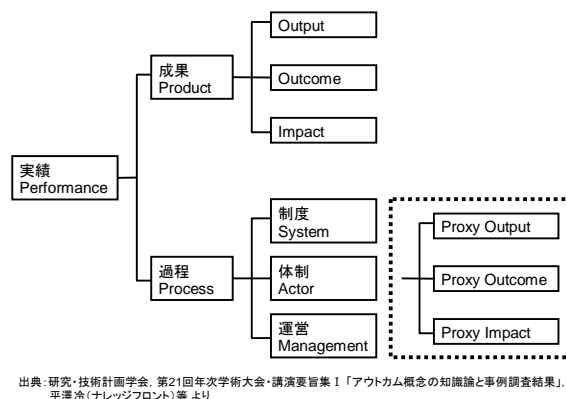 実績
Performance
成果
Product
Output
Outcome
Impact
過程
Process
制度
System
体制
Actor
運営
Management
Proxy Output
Proxy Outcome
Proxy Impact
出典:研究・技術計画学会, 第21回年次学術大会・講演要旨集Ⅰ「アウトカム概念の知識論と事例調査結果」,
平澤泠(ナレッジフロント)等 より